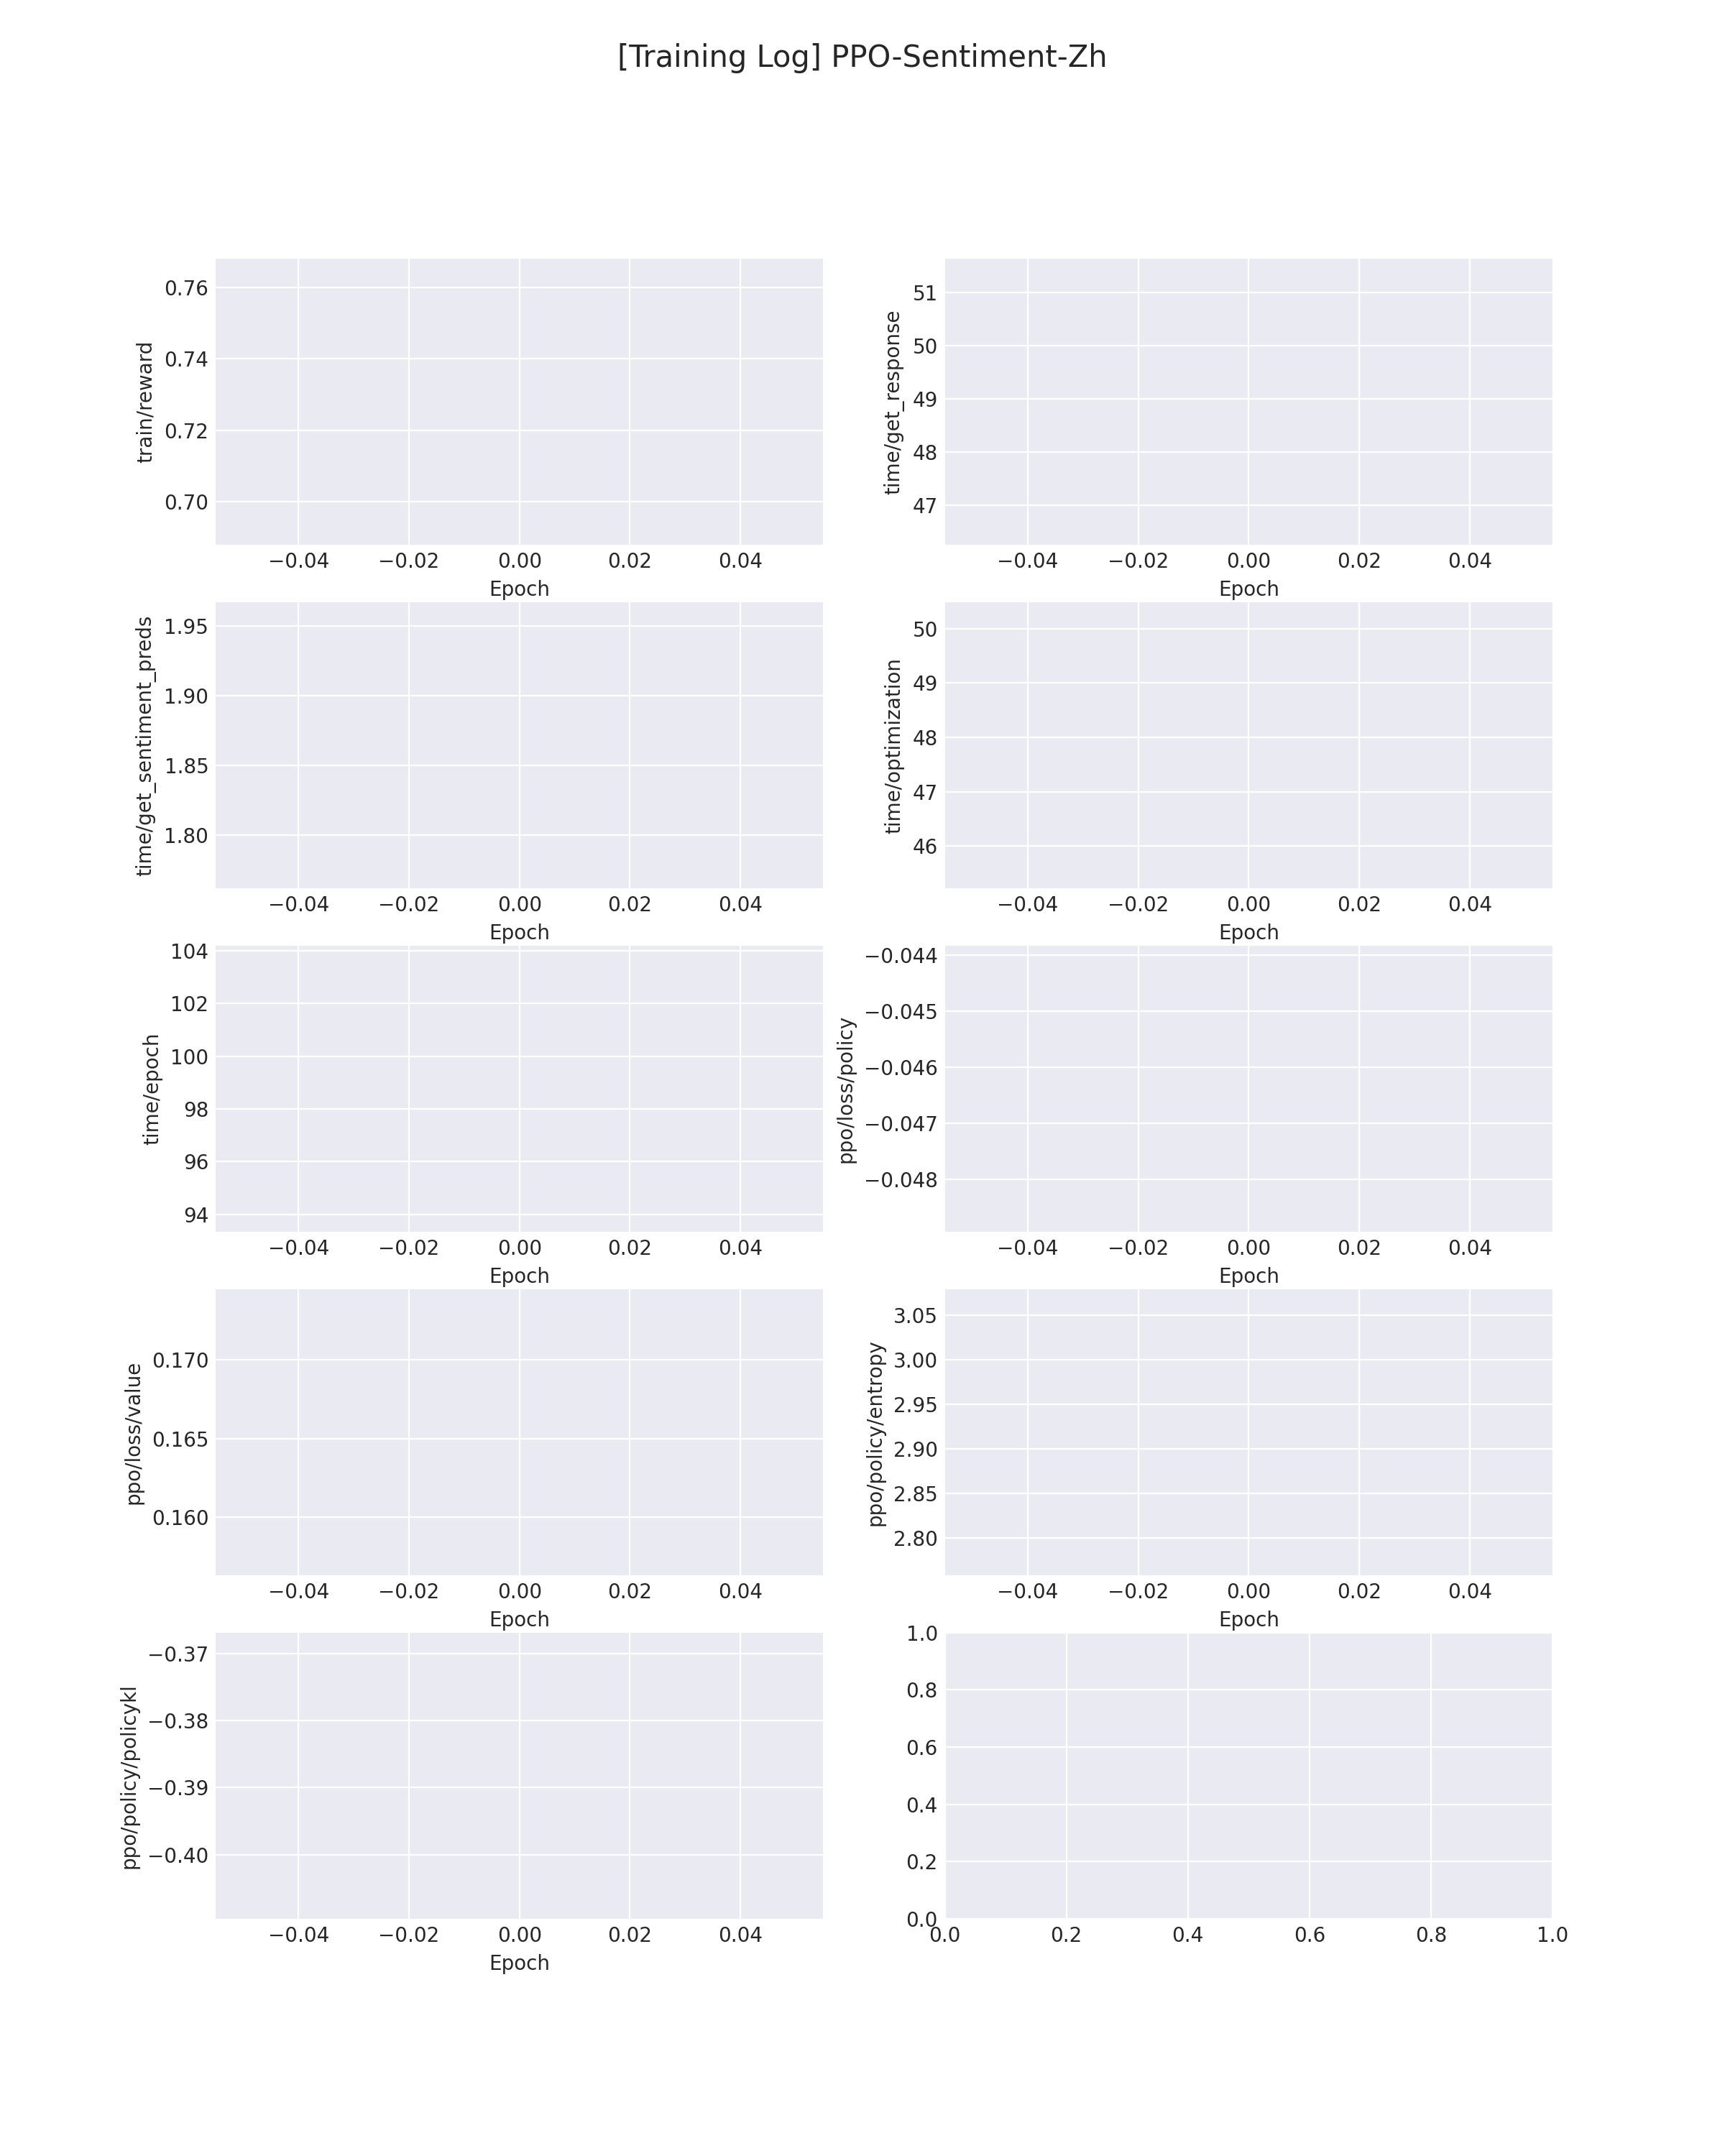 [Training Log] PPO-Sentiment-Zh
train/reward
0.76
0.74
0.72
0.70
−0.04 −0.02 0.00 0.02 0.04
Epoch
time/get_response
51
50
49
48
47
−0.04 −0.02 0.00 0.02 0.04
Epoch
time/get_sentiment_preds
1.95
1.90
1.85
1.80
−0.04 −0.02 0.00 0.02 0.04
Epoch
time/optimization
50
49
48
47
46
−0.04 −0.02 0.00 0.02 0.04
Epoch
time/epoch
104
102
100
98
96
94
−0.04 −0.02 0.00 0.02 0.04
Epoch
ppo/loss/policy
−0.044
−0.045
−0.046
−0.047
−0.048
−0.04 −0.02 0.00 0.02 0.04
Epoch
ppo/loss/value
0.170
0.165
0.160
−0.04 −0.02 0.00 0.02 0.04
Epoch
ppo/policy/entropy
3.05
3.00
2.95
2.90
2.85
2.80
−0.04 −0.02 0.00 0.02 0.04
Epoch
ppo/policy/policykl
−0.37
−0.38
−0.39
−0.40
−0.04 −0.02 0.00 0.02 0.04
Epoch
1.0
0.8
0.6
0.4
0.2
0.0
0.0 0.2 0.4 0.6 0.8 1.0